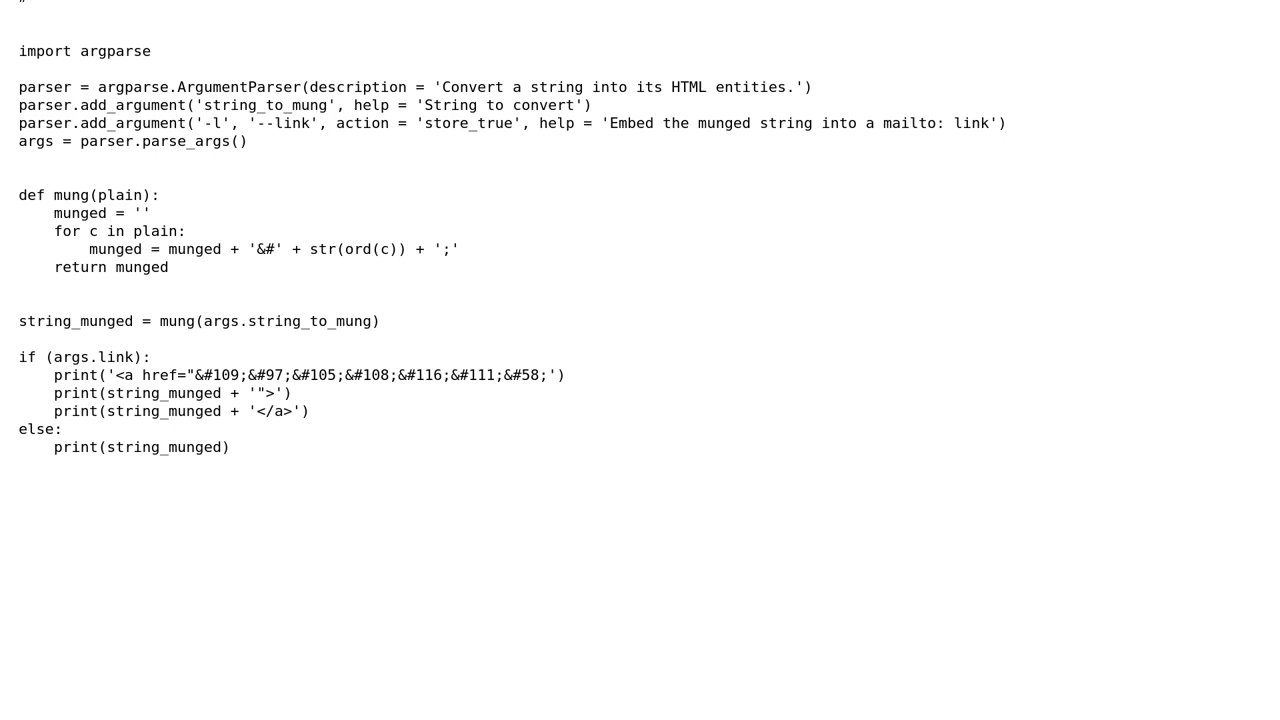 #
import argparse
parser = argparse.ArgumentParser(description = 'Convert a string into its HTML entities.')
parser.add_argument('string_to_mung', help = 'String to convert')
parser.add_argument('-l', '--link', action = 'store_true', help = 'Embed the munged string into a mailto: link')
args = parser.parse_args()
def mung(plain):
    munged = ''
    for c in plain:
        munged = munged + '&#' + str(ord(c)) + ';'
    return munged
string_munged = mung(args.string_to_mung)
if (args.link):
    print('<a href="&#109;&#97;&#105;&#108;&#116;&#111;&#58;')
    print(string_munged + '">')
    print(string_munged + '</a>')
else:
    print(string_munged)